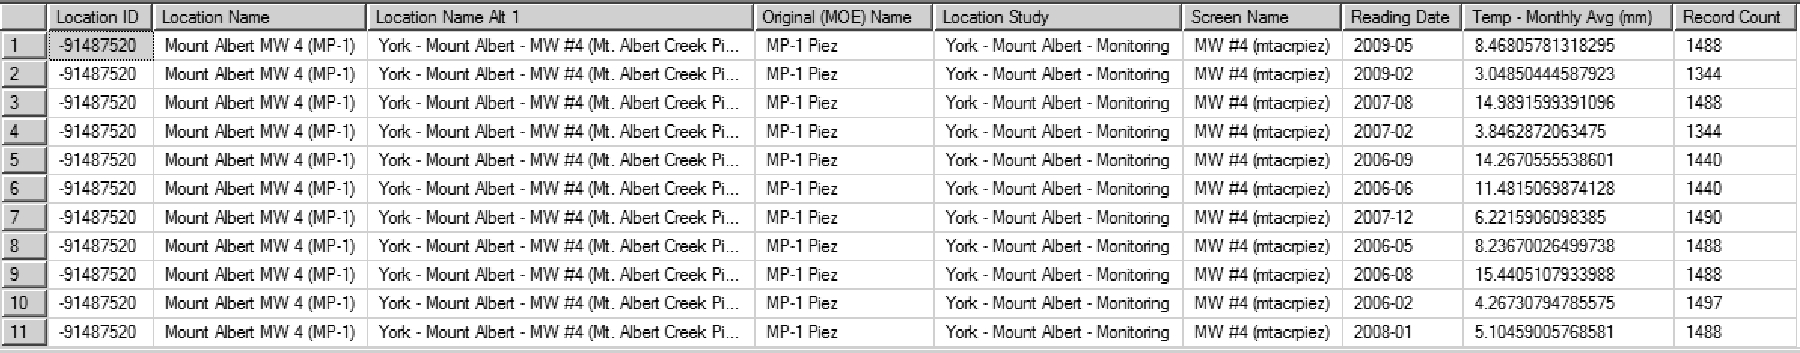 Location ID Location Name Location Name Alt 1 Original (MOE) Name Location Study Screen Name Reading Date Temp - Monthly Avg (mm) Record Count
1 -91487520 Mount Albert MW 4 (MP-1) York - Mount Albert - MW #4 (Mt. Albert Creek Pi... MP-1 Piez York - Mount Albert - Monitoring MW #4 (mtacrpiez) 2009-05 8.46805781318295 1488
2 -91487520 Mount Albert MW 4 (MP-1) York - Mount Albert - MW #4 (Mt. Albert Creek Pi... MP-1 Piez York - Mount Albert - Monitoring MW #4 (mtacrpiez) 2009-02 3.04850444587923 1344
3 -91487520 Mount Albert MW 4 (MP-1) York - Mount Albert - MW #4 (Mt. Albert Creek Pi... MP-1 Piez York - Mount Albert - Monitoring MW #4 (mtacrpiez) 2007-08 14.9891599391096 1488
4 -91487520 Mount Albert MW 4 (MP-1) York - Mount Albert - MW #4 (Mt. Albert Creek Pi... MP-1 Piez York - Mount Albert - Monitoring MW #4 (mtacrpiez) 2007-02 3.8462872063475 1344
5 -91487520 Mount Albert MW 4 (MP-1) York - Mount Albert - MW #4 (Mt. Albert Creek Pi... MP-1 Piez York - Mount Albert - Monitoring MW #4 (mtacrpiez) 2006-09 14.2670555538601 1440
6 -91487520 Mount Albert MW 4 (MP-1) York - Mount Albert - MW #4 (Mt. Albert Creek Pi... MP-1 Piez York - Mount Albert - Monitoring MW #4 (mtacrpiez) 2006-06 11.4815069874128 1440
7 -91487520 Mount Albert MW 4 (MP-1) York - Mount Albert - MW #4 (Mt. Albert Creek Pi... MP-1 Piez York - Mount Albert - Monitoring MW #4 (mtacrpiez) 2007-12 6.2215906098385 1490
8 -91487520 Mount Albert MW 4 (MP-1) York - Mount Albert - MW #4 (Mt. Albert Creek Pi... MP-1 Piez York - Mount Albert - Monitoring MW #4 (mtacrpiez) 2006-05 8.23670026499738 1488
9 -91487520 Mount Albert MW 4 (MP-1) York - Mount Albert - MW #4 (Mt. Albert Creek Pi... MP-1 Piez York - Mount Albert - Monitoring MW #4 (mtacrpiez) 2006-08 15.4405107933988 1488
10 -91487520 Mount Albert MW 4 (MP-1) York - Mount Albert - MW #4 (Mt. Albert Creek Pi... MP-1 Piez York - Mount Albert - Monitoring MW #4 (mtacrpiez) 2006-02 4.26730794785575 1497
11 -91487520 Mount Albert MW 4 (MP-1) York - Mount Albert - MW #4 (Mt. Albert Creek Pi... MP-1 Piez York - Mount Albert - Monitoring MW #4 (mtacrpiez) 2008-01 5.10459005768581 1488